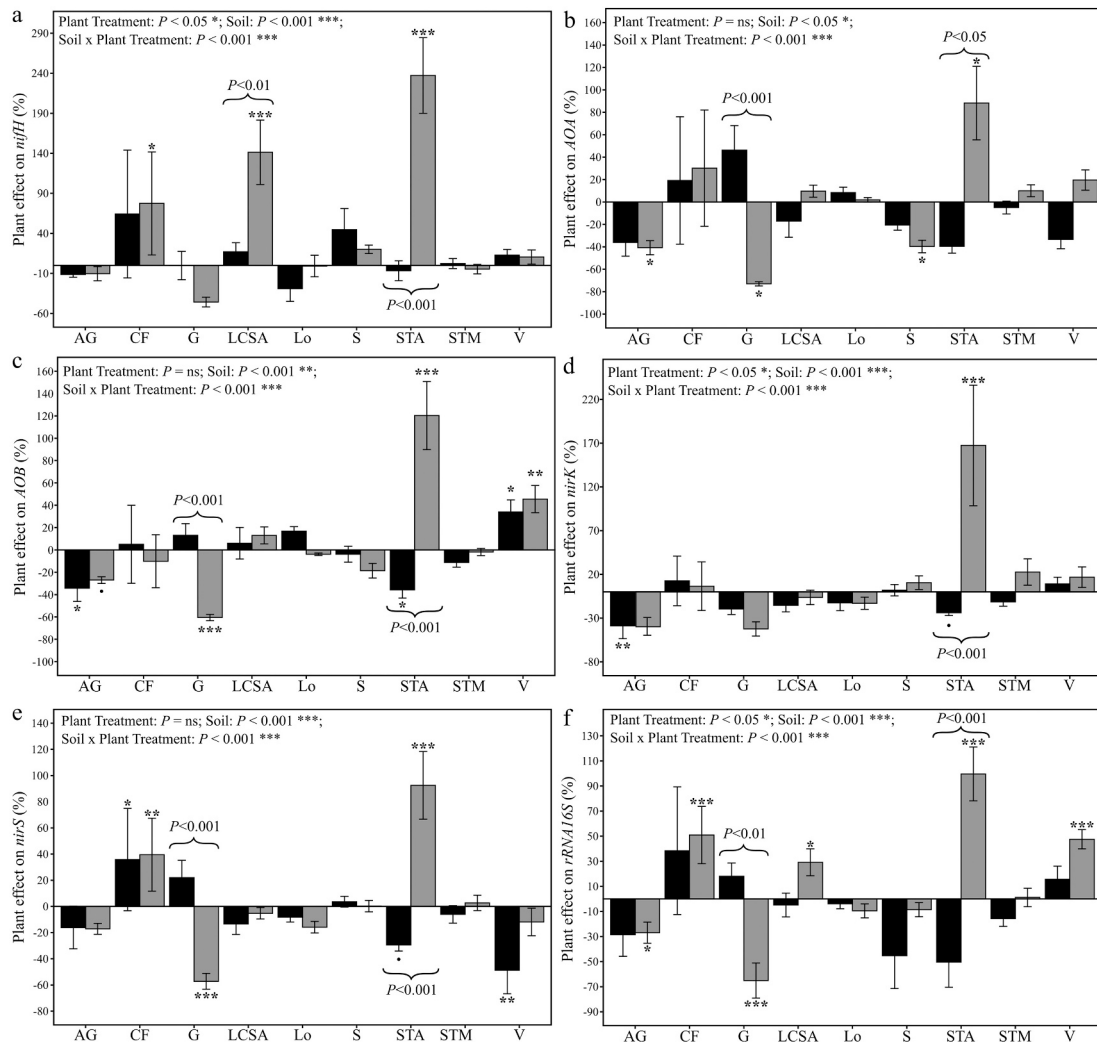 a
Plant Treatment: P < 0.05 *; Soil: P < 0.001 ***;
Soil x Plant Treatment: P < 0.001 ***
Plant effect on nifH (%)
290
240
190
140
90
40
-10
-60
*
P<0.01
***
***
P<0.001
AG CF G LCSA Lo S STA STM V
b
Plant Treatment: P = ns; Soil: P < 0.05 *;
Soil x Plant Treatment: P < 0.001 ***
Plant effect on AOA (%)
160
140
120
100
80
60
40
20
0
-20
-40
-60
-80
-100
*
P<0.001
*
*
P<0.05
*
AG CF G LCSA Lo S STA STM V
c
Plant Treatment: P = ns; Soil: P < 0.001 **;
Soil x Plant Treatment: P < 0.001 ***
Plant effect on AOB (%)
160
140
120
100
80
60
40
20
0
-20
-40
-60
-80
-100
*
•
P<0.001
***
*
***
P<0.001
*
**
AG CF G LCSA Lo S STA STM V
d
Plant Treatment: P < 0.05 *; Soil: P < 0.001 ***;
Soil x Plant Treatment: P < 0.001 ***
Plant effect on nirK (%)
220
170
120
70
20
-30
-80
**
•
***
P<0.001
AG CF G LCSA Lo S STA STM V
e
Plant Treatment: P = ns; Soil: P < 0.001 ***;
Soil x Plant Treatment: P < 0.001 ***
Plant effect on nirS (%)
140
120
100
80
60
40
20
0
-20
-40
-60
-80
*
**
P<0.001
***
•
***
P<0.001
**
AG CF G LCSA Lo S STA STM V
f
Plant Treatment: P < 0.05 *; Soil: P < 0.001 ***;
Soil x Plant Treatment: P < 0.001 ***
Plant effect on rRNA16S (%)
130
110
90
70
50
30
10
-10
-30
-50
-70
-90
*
***
P<0.01
***
*
P<0.001
***
***
AG CF G LCSA Lo S STA STM V